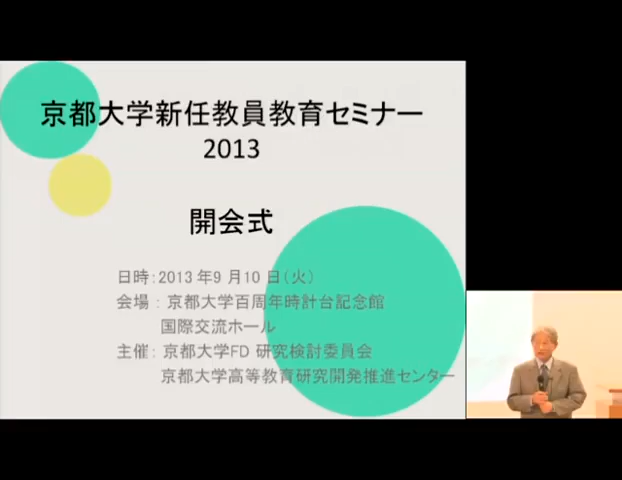 京都大学新任教員教育セミナー
2013
開会式
日時:2013年9月10日(火)
会場: 京都大学百周年時計台記念館
国際交流ホール
主催: 京都大学FD 研究検討委員会
京都大学高等教育研究開発推進センター